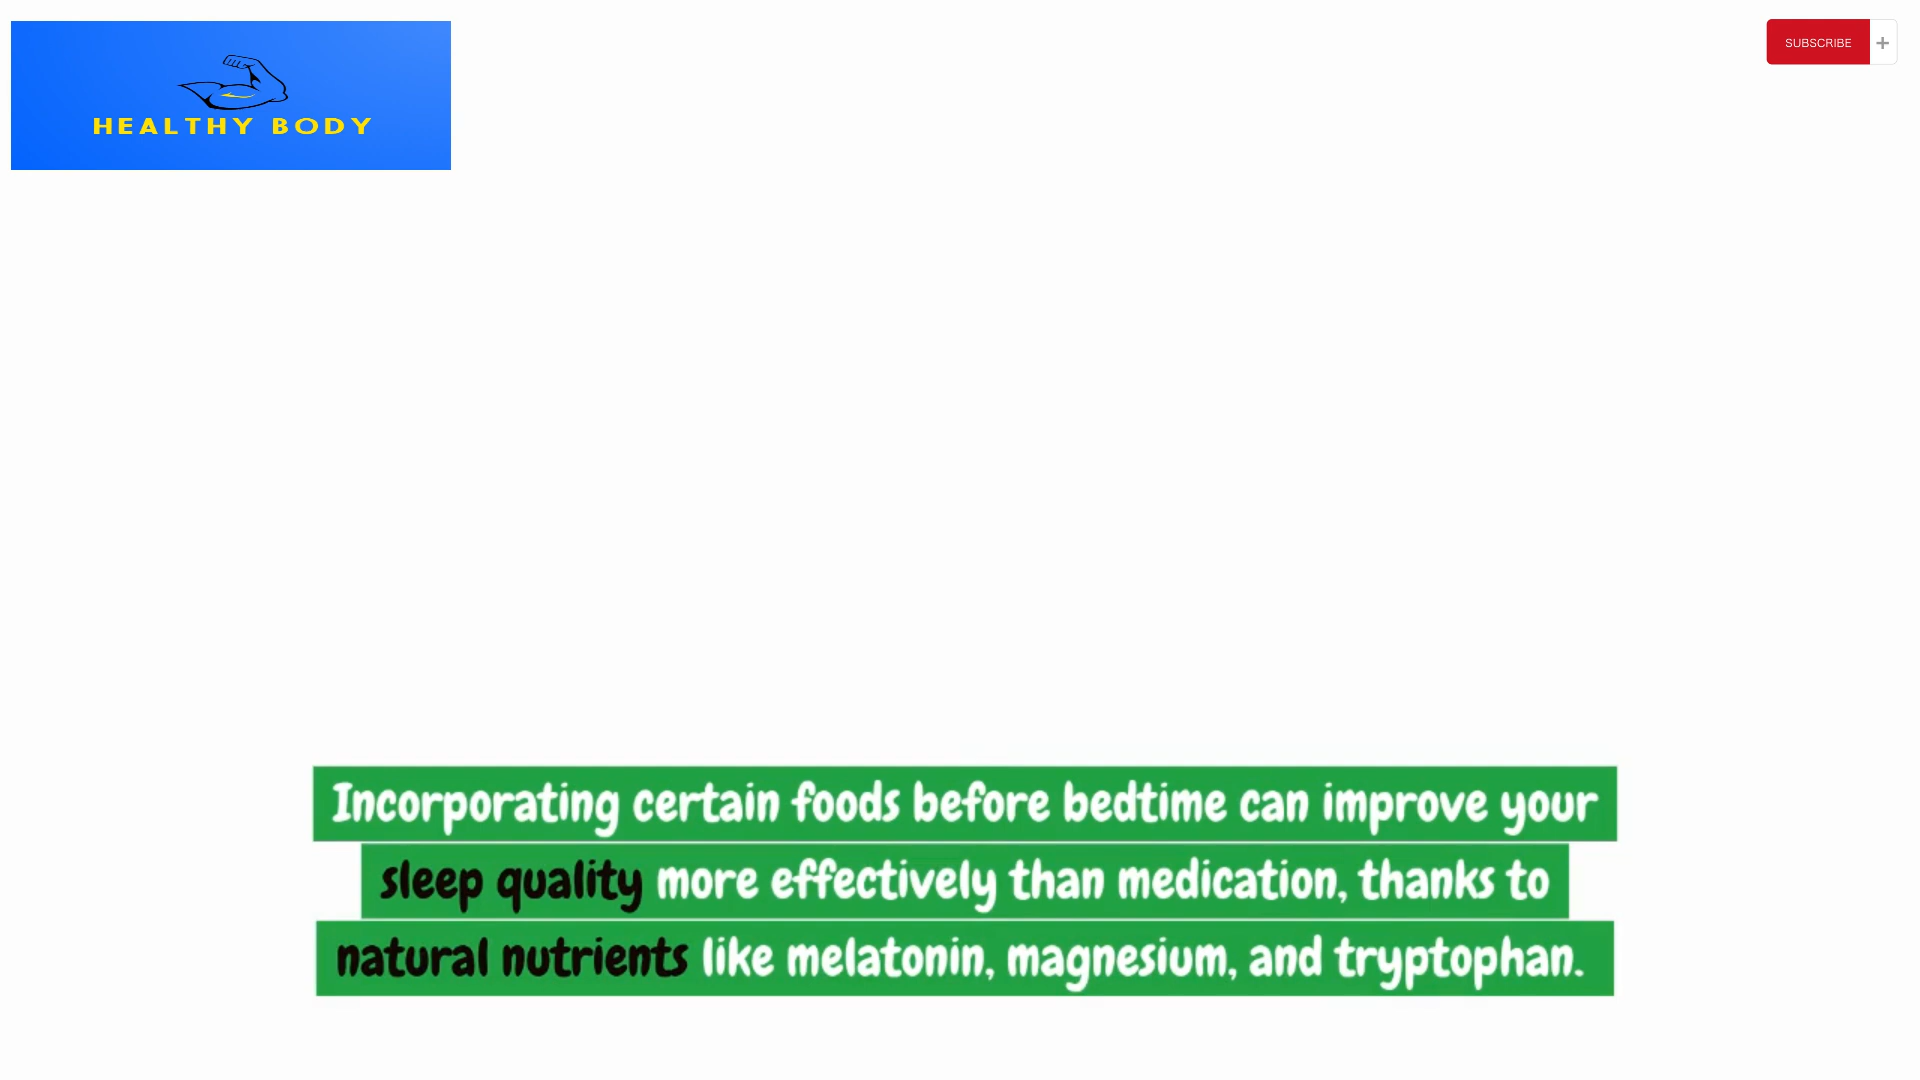 HEALTHY BODY
SUBSCRIBE +
Incorporating certain foods before bedtime can improve your
sleep quality more effectively than medication, thanks to
natural nutrients like melatonin, magnesium, and tryptophan.